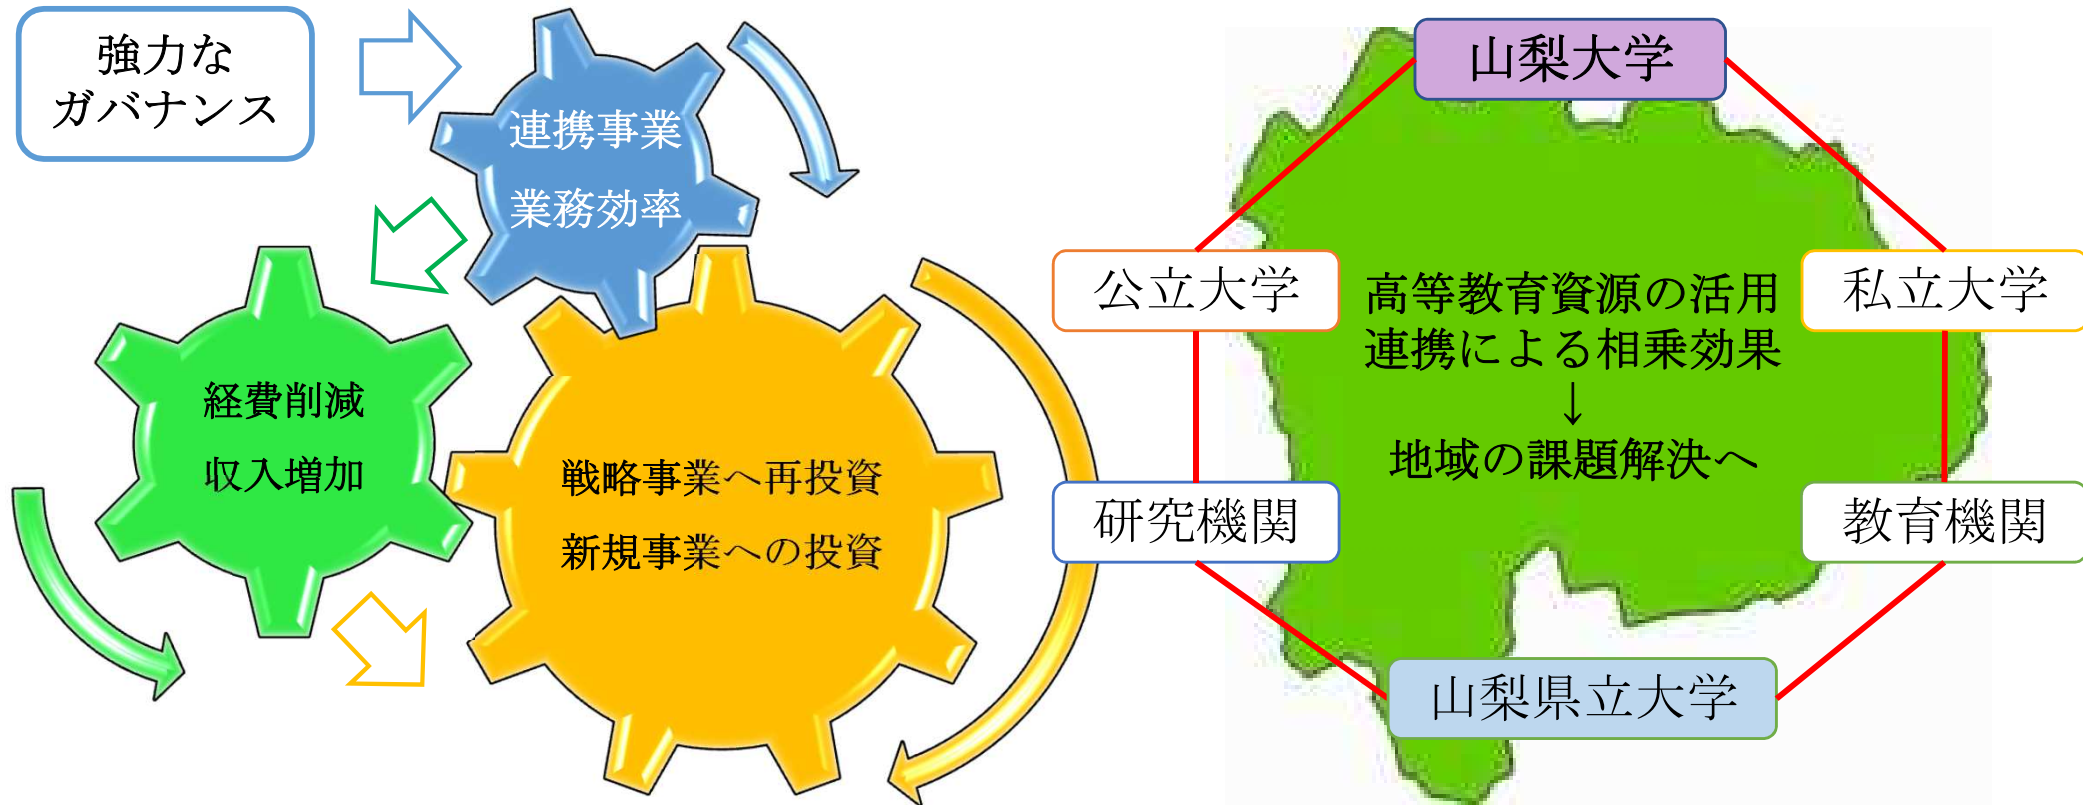 強力な
ガバナンス
連携事業
業務効率
経費削減
収入増加
戦略事業へ再投資
新規事業への投資
山梨大学
公立大学
私立大学
高等教育資源の活用
連携による相乗効果
↓
地域の課題解決へ
研究機関
教育機関
山梨県立大学